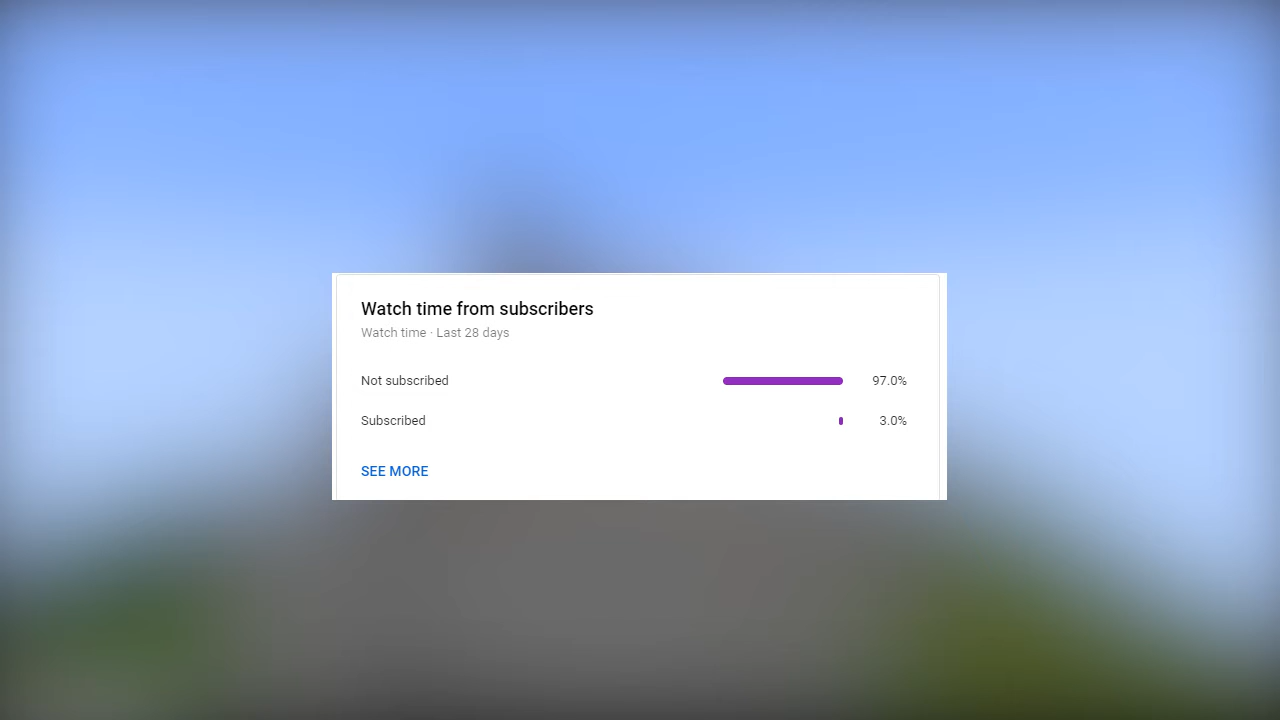 Watch time from subscribers
Watch time · Last 28 days
Not subscribed 97.0%
Subscribed 3.0%
SEE MORE